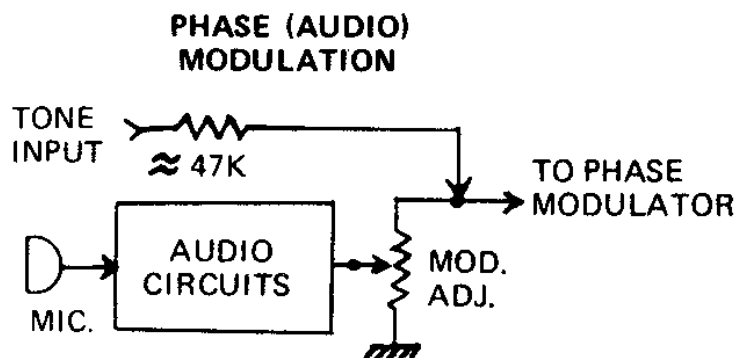 PHASE (AUDIO)
MODULATION
TONE
INPUT
≈ 47K
TO PHASE
MODULATOR
AUDIO
CIRCUITS
MOD.
ADJ.
MIC.